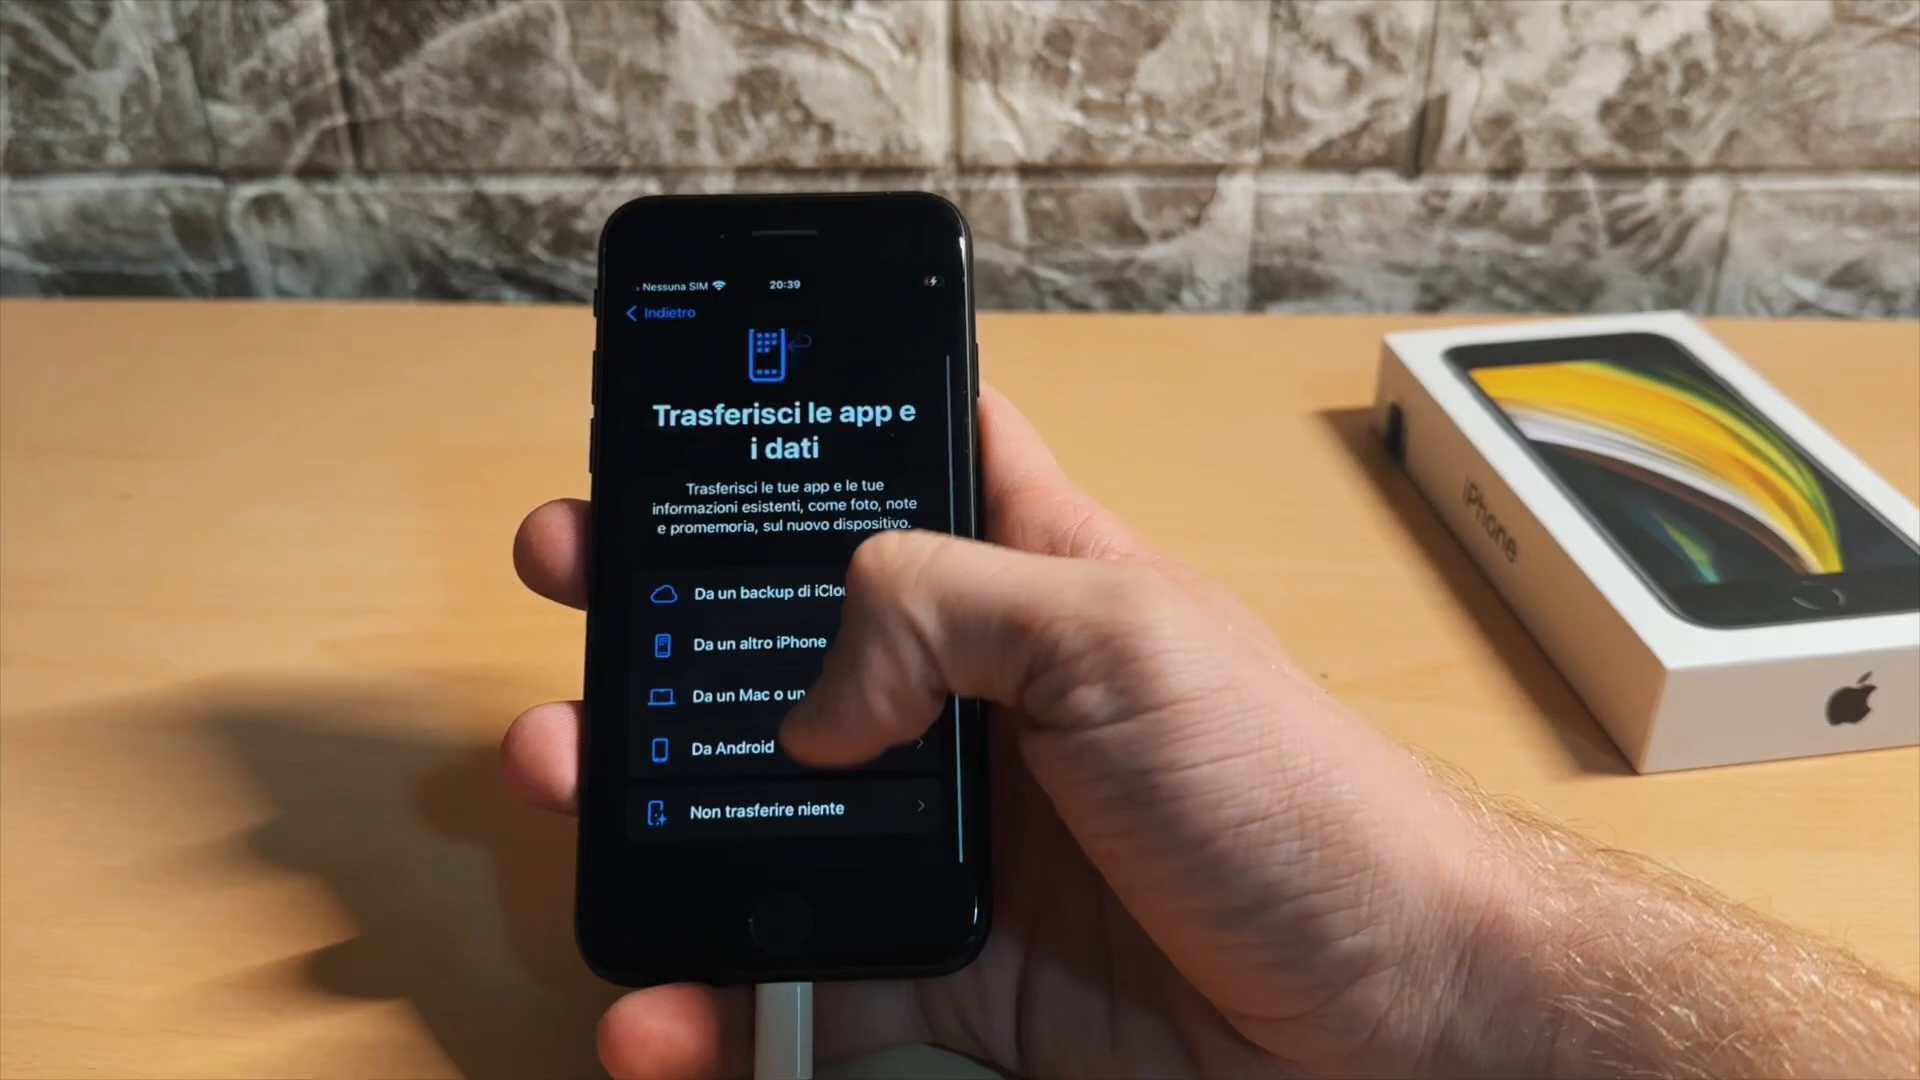 Nessuna SIM
20:39
Indietro
Trasferisci le app e
i dati
Trasferisci le tue app e le tue
informazioni esistenti, come foto, note
e promemoria, sul nuovo dispositivo.
Da un backup di
Da un altro iPhone
Da un Mac o un
Da Android
Non trasferire niente
iPhone